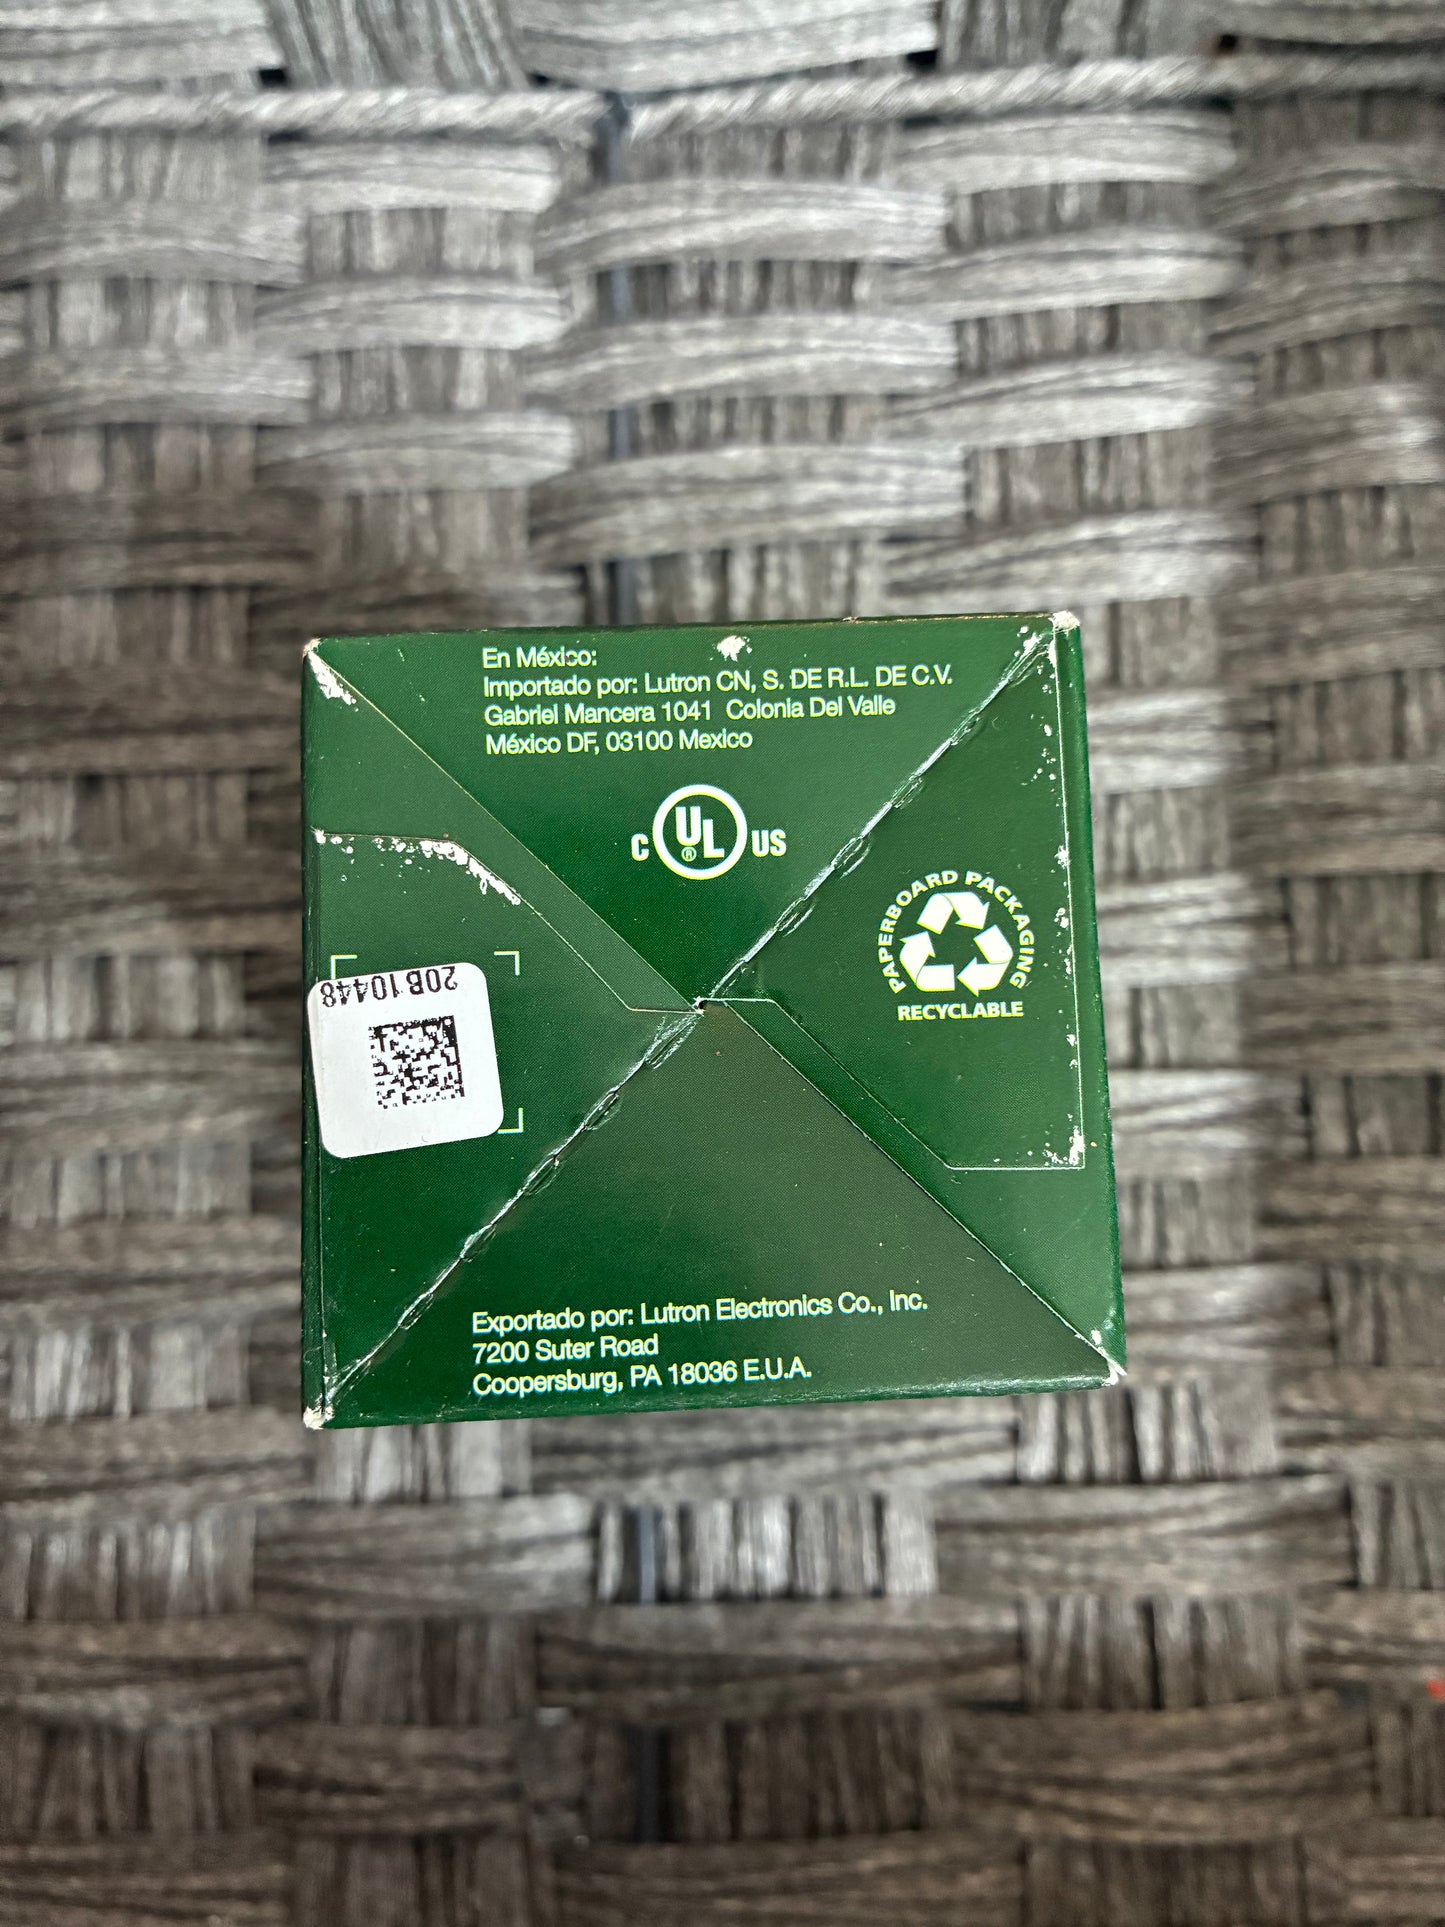 En México:
Importado por: Lutron CN, S. DE R.L. DE C.V.
Gabriel Mancera 1041 Colonia Del Valle
México DF, 03100 Mexico
C UL® US
PAPERBOARD PACKAGING
RECYCLABLE
20B10448
Exportado por: Lutron Electronics Co., Inc.
7200 Suter Road
Coopersburg, PA 18036 E.U.A.